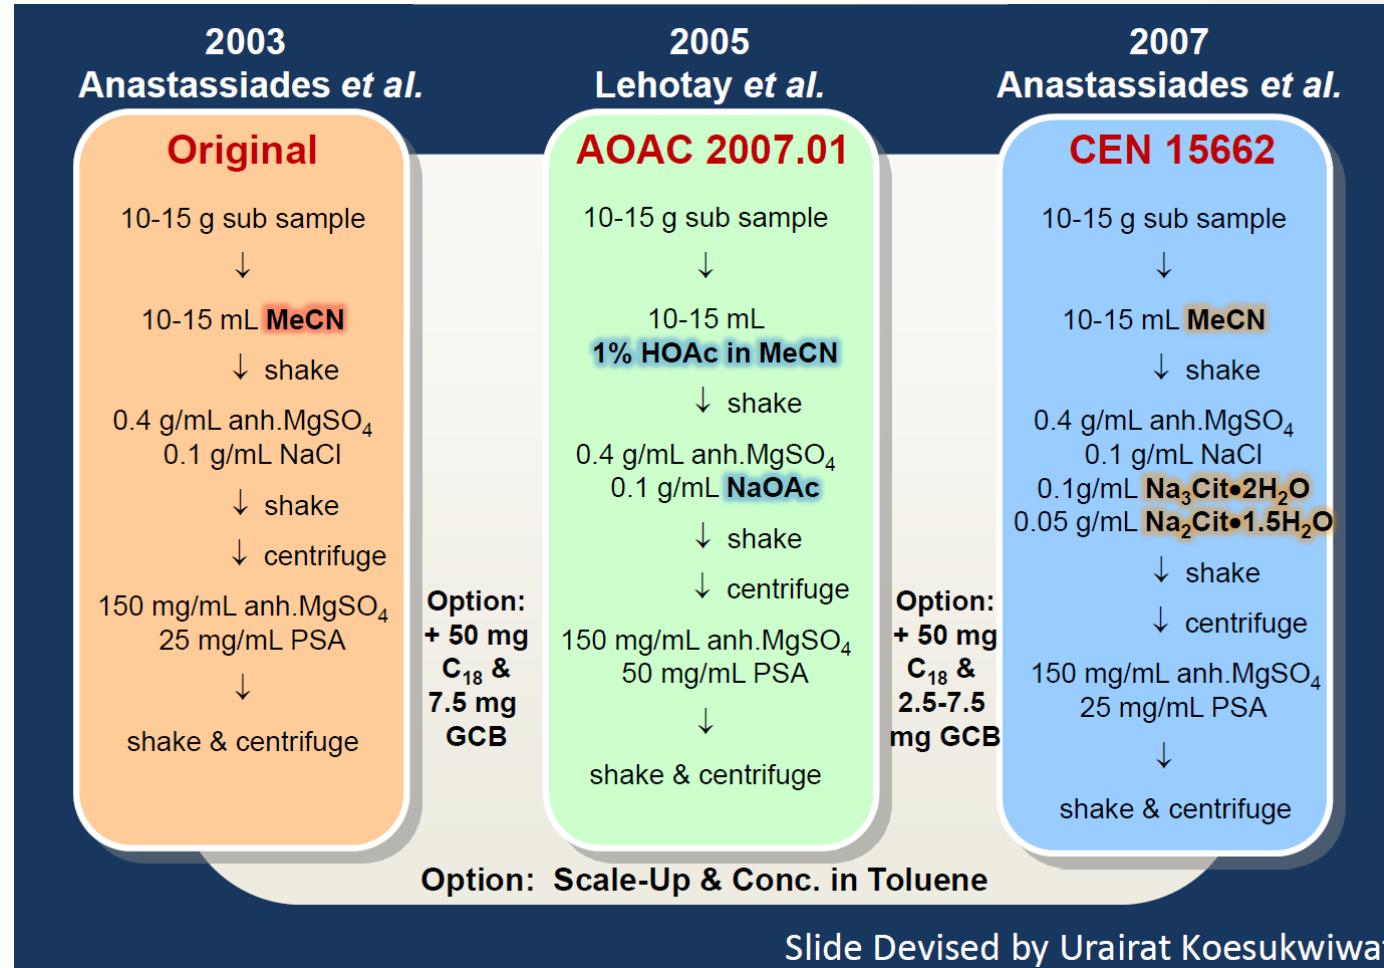 2003
Anastassiades et al.
Original
10-15 g sub sample
↓
10-15 mL MeCN
↓ shake
0.4 g/mL anh.MgSO₄
0.1 g/mL NaCl
↓ shake
↓ centrifuge
150 mg/mL anh.MgSO₄
25 mg/mL PSA
↓
shake & centrifuge
Option:
+ 50 mg
C₁₈ &
7.5 mg
GCB
2005
Lehotay et al.
AOAC 2007.01
10-15 g sub sample
↓
10-15 mL
1% HOAc in MeCN
↓ shake
0.4 g/mL anh.MgSO₄
0.1 g/mL NaOAc
↓ shake
↓ centrifuge
150 mg/mL anh.MgSO₄
50 mg/mL PSA
↓
shake & centrifuge
Option:
+ 50 mg
C₁₈ &
2.5-7.5
mg GCB
2007
Anastassiades et al.
CEN 15662
10-15 g sub sample
↓
10-15 mL MeCN
↓ shake
0.4 g/mL anh.MgSO₄
0.1 g/mL NaCl
0.1g/mL Na₃Cit•2H₂O
0.05 g/mL Na₂Cit•1.5H₂O
↓ shake
↓ centrifuge
150 mg/mL anh.MgSO₄
25 mg/mL PSA
↓
shake & centrifuge
Option: Scale-Up & Conc. in Toluene
Slide Devised by Urairat Koesukwiwat